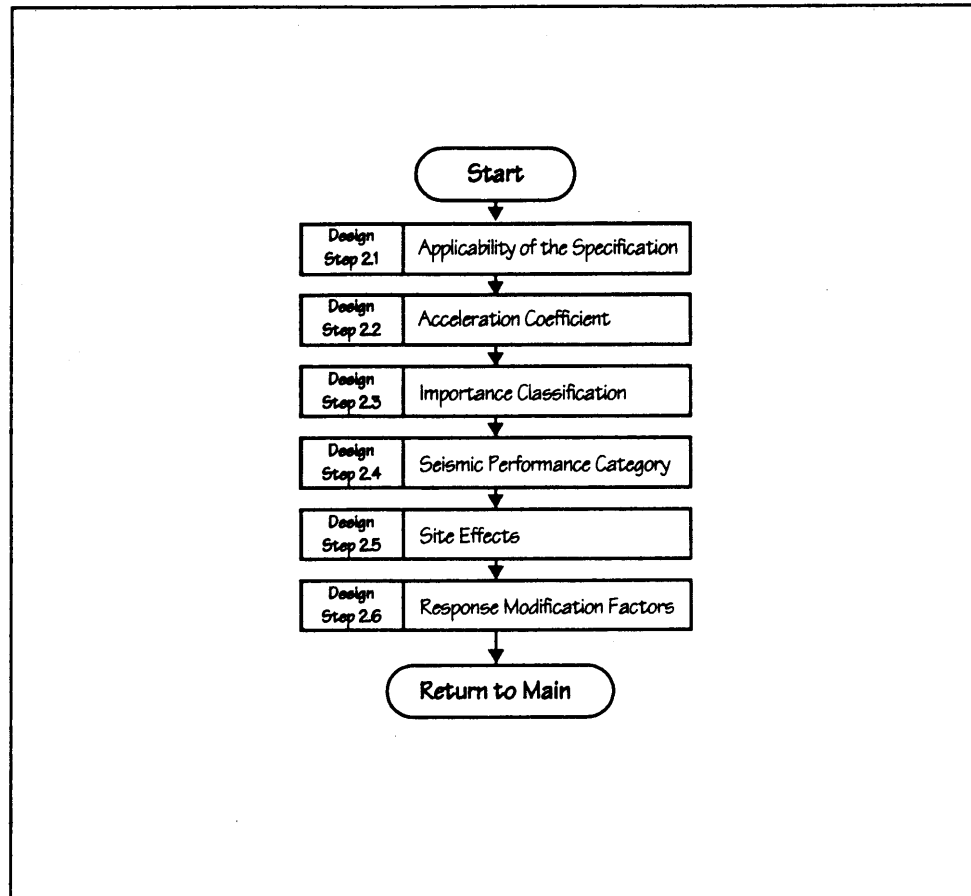 Start
Design
Step 2.1
Applicability of the Specification
Design
Step 2.2
Acceleration Coefficient
Design
Step 2.3
Importance Classification
Design
Step 2.4
Seismic Performance Category
Design
Step 2.5
Site Effects
Design
Step 2.6
Response Modification Factors
Return to Main